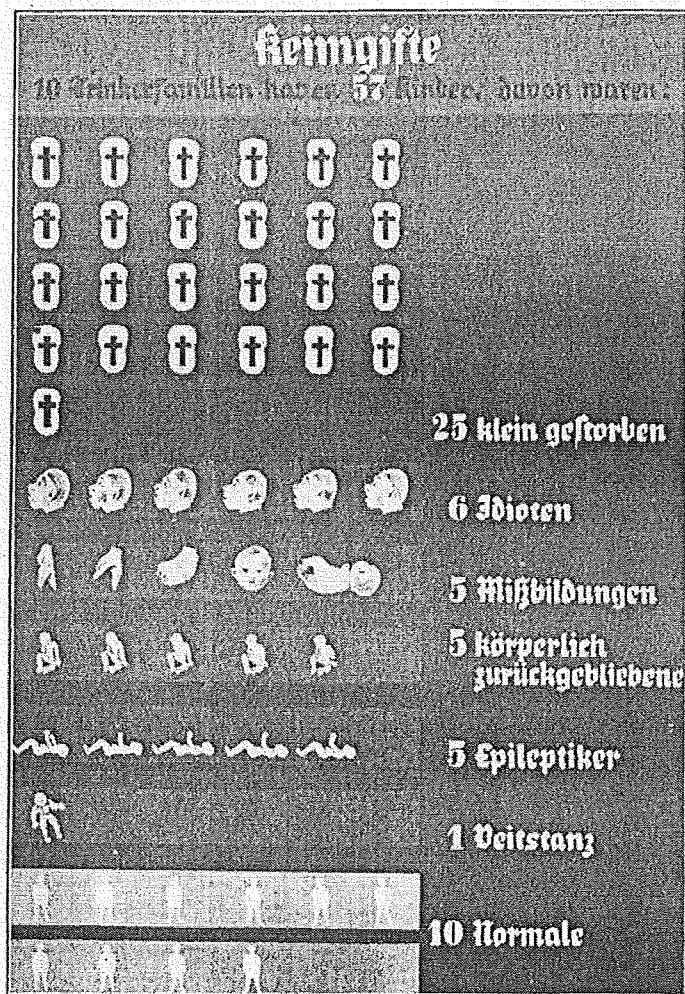 Keimgifte
10 Trinkerfamilien haben 57 Kinder, davon waren:
25 klein gestorben
6 Idioten
5 Mißbildungen
5 körperlich
zurückgebliebene
5 Epileptiker
1 Veitstanz
10 Normale